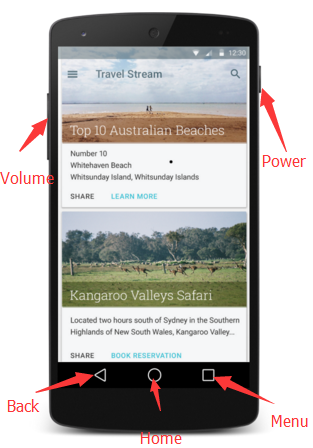 12:30
Travel Stream
Top 10 Australian Beaches
Number 10
Whitehaven Beach
Whitsunday Island, Whitsunday Islands
SHARE LEARN MORE
Kangaroo Valleys Safari
Located two hours south of Sydney in the Southern
Highlands of New South Wales, Kangaroo Valley...
SHARE BOOK RESERVATION
Volume
Power
Back
Home
Menu